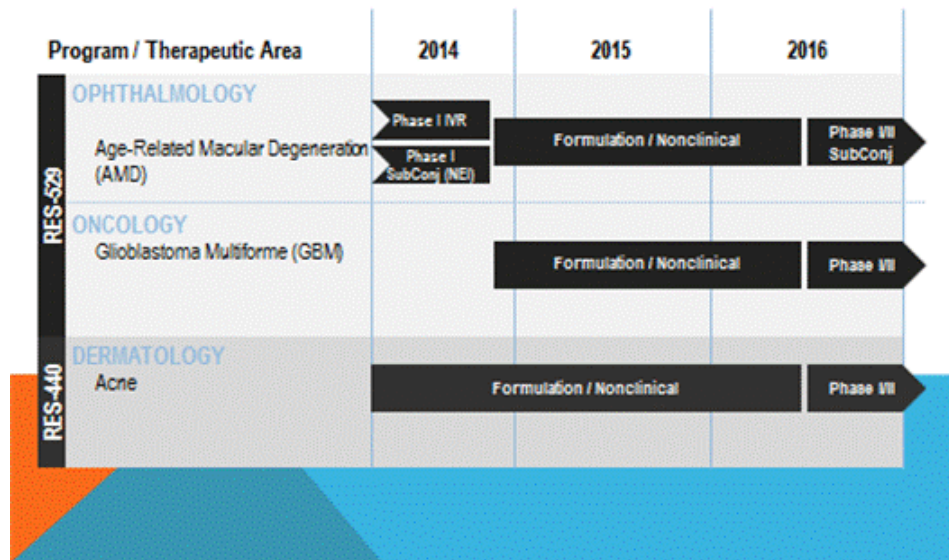 Program / Therapeutic Area
2014
2015
2016
RES-529
OPHTHALMOLOGY
Age-Related Macular Degeneration
(AMD)
Phase I IVR
Phase I
SubConj (NEI)
Formulation / Nonclinical
Phase I/II
SubConj
ONCOLOGY
Glioblastoma Multiforme (GBM)
Formulation / Nonclinical
Phase I/II
RES-440
DERMATOLOGY
Acne
Formulation / Nonclinical
Phase I/II